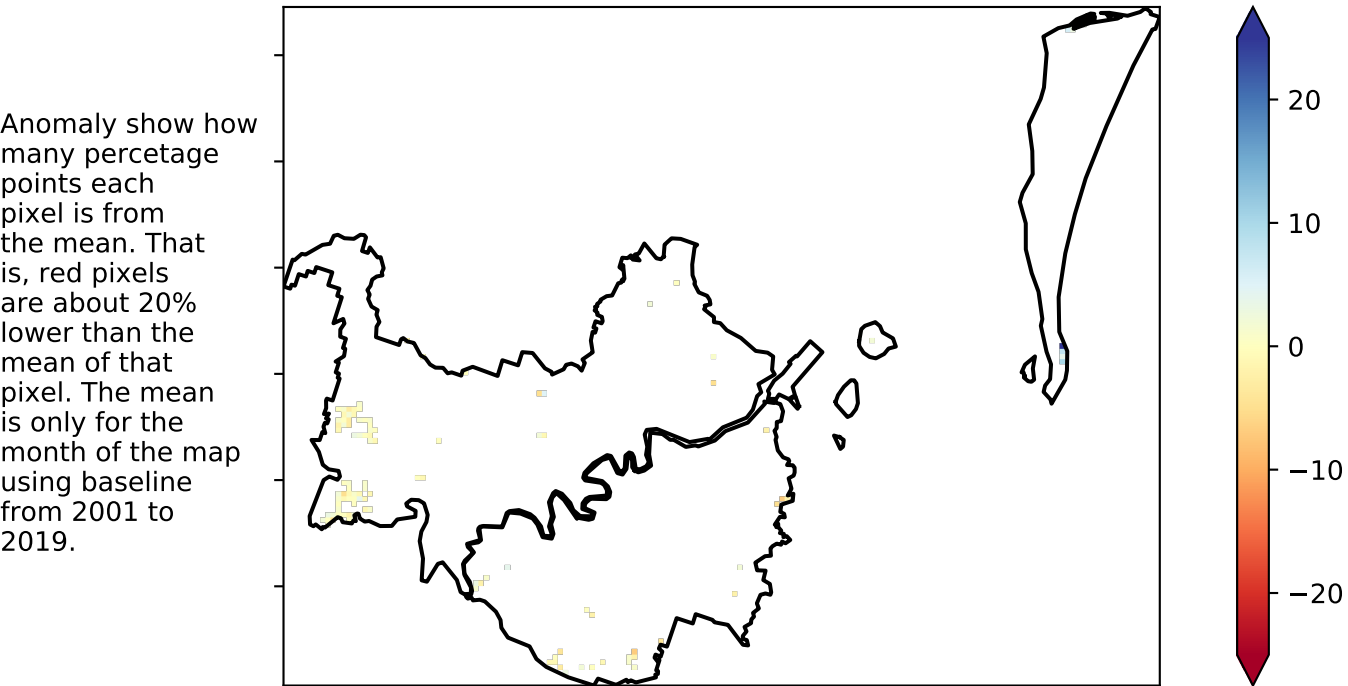 Anomaly show how
many percetage
points each
pixel is from
the mean. That
is, red pixels
are about 20%
lower than the
mean of that
pixel. The mean
is only for the
month of the map
using baseline
from 2001 to
2019.
20
10
0
−10
−20